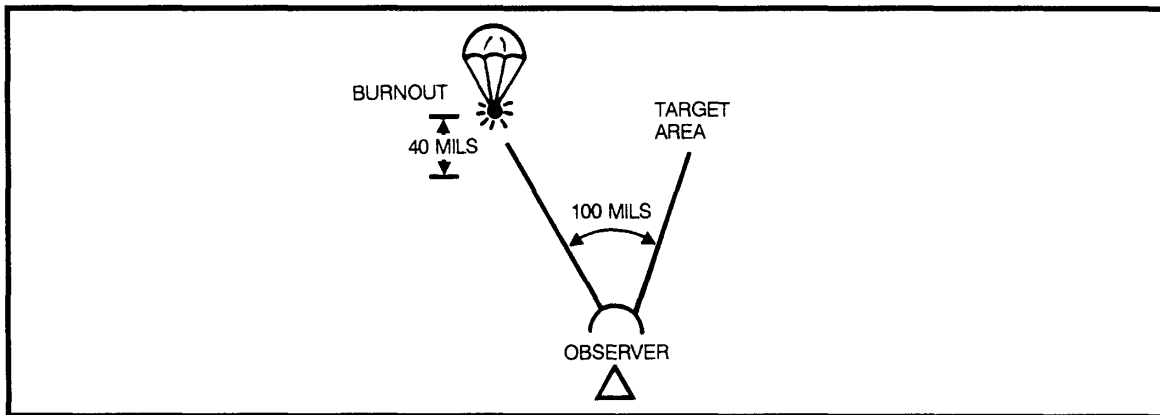 BURNOUT
40 MILS
TARGET
AREA
100 MILS
OBSERVER